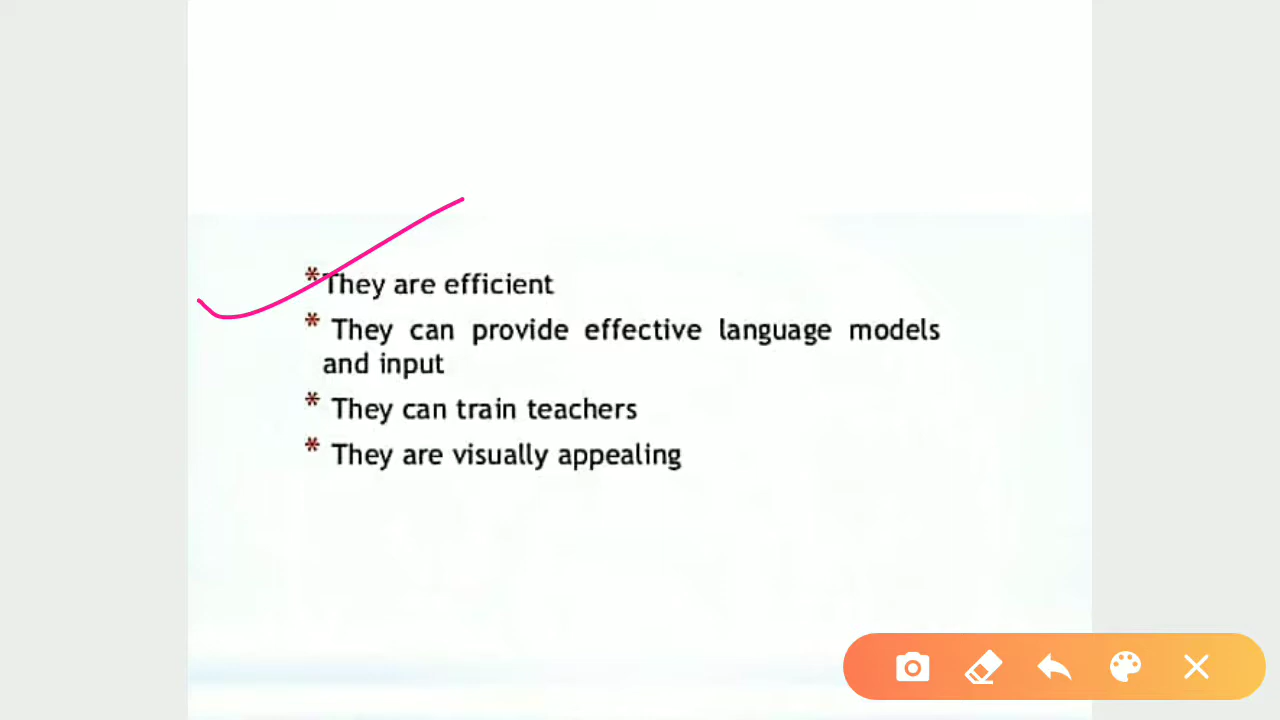 * They are efficient
* They can provide effective language models
and input
* They can train teachers
* They are visually appealing